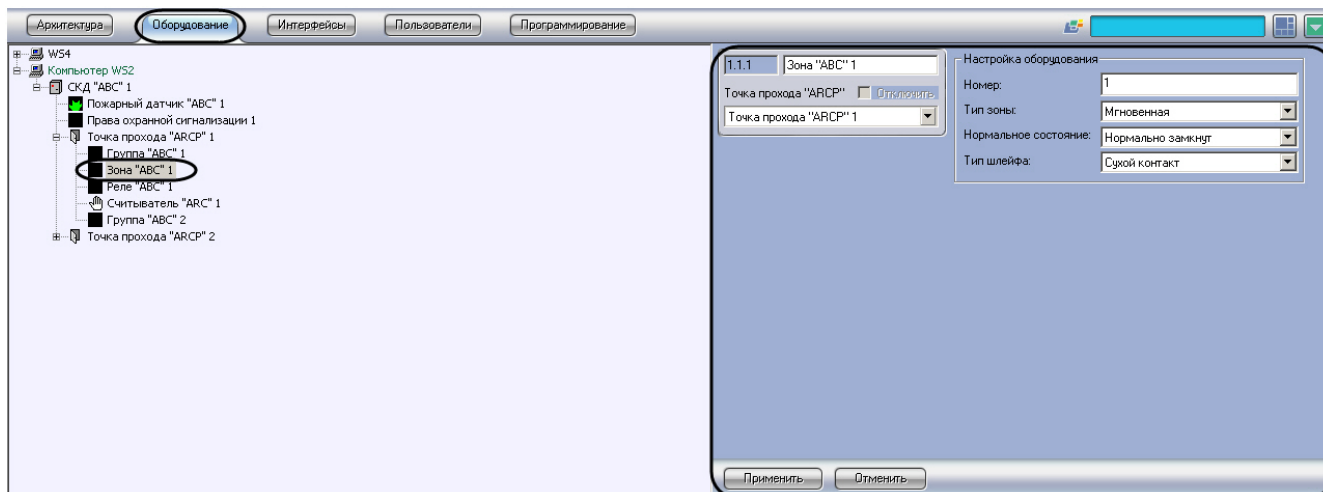 Архитектура Оборудование Интерфейсы Пользователи Программирование
WS4
Компьютер WS2
СКД "ABC" 1
Пожарный датчик "ABC" 1
Права охранной сигнализации 1
Точка прохода "ARCP" 1
Группа "ABC" 1
Зона "ABC" 1
Реле "ABC" 1
Считыватель "ARC" 1
Группа "ABC" 2
Точка прохода "ARCP" 2
1.1.1 Зона "ABC" 1
Точка прохода "ARCP" Отключить
Точка прохода "ARCP" 1
Настройка оборудования
Номер: 1
Тип зоны: Мгновенная
Нормальное состояние: Нормально замкнут
Тип шлейфа: Сухой контакт
Применить Отменить